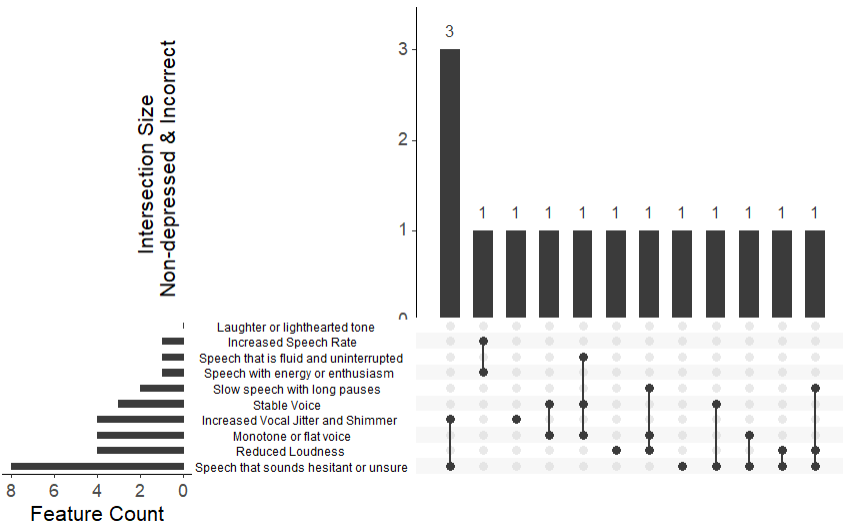 Intersection Size
Non-depressed & Incorrect
3
2
1
0
3
1
1
1
1
1
1
1
1
1
1
1
Laughter or lighthearted tone
Increased Speech Rate
Speech that is fluid and uninterrupted
Speech with energy or enthusiasm
Slow speech with long pauses
Stable Voice
Increased Vocal Jitter and Shimmer
Monotone or flat voice
Reduced Loudness
Speech that sounds hesitant or unsure
8 6 4 2 0
Feature Count